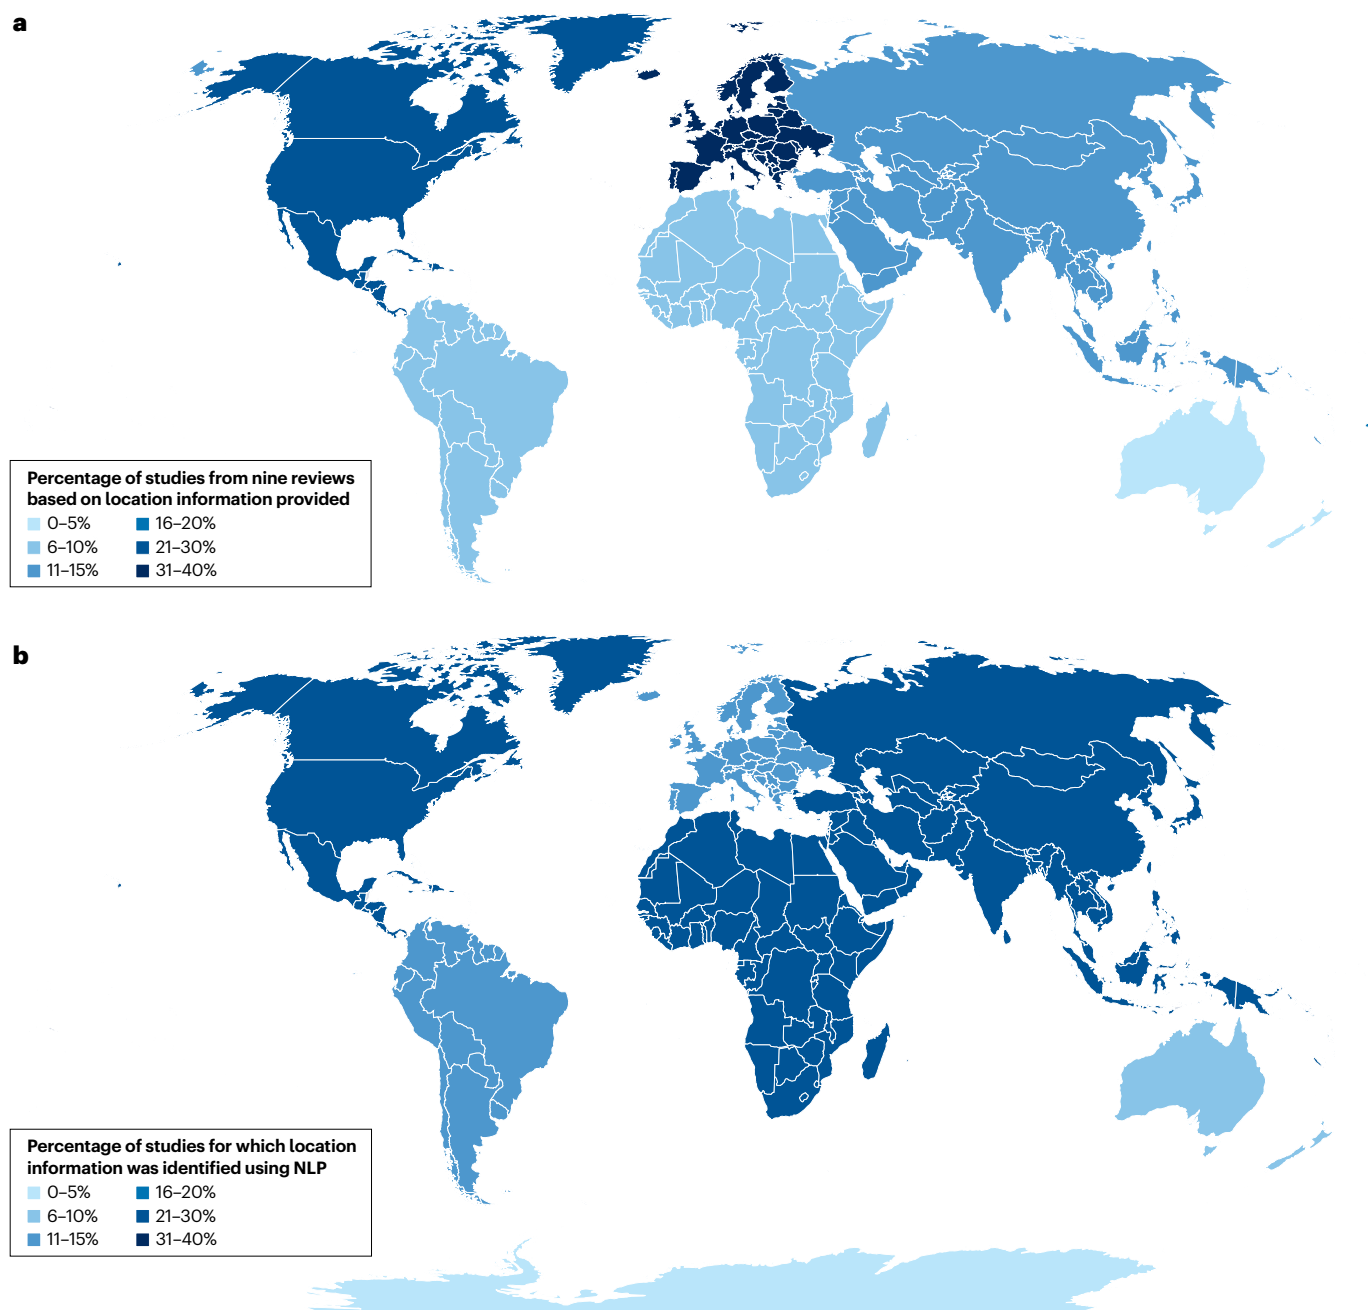 a
Percentage of studies from nine reviews
based on location information provided
0–5% 16–20%
6–10% 21–30%
11–15% 31–40%
b
Percentage of studies for which location
information was identified using NLP
0–5% 16–20%
6–10% 21–30%
11–15% 31–40%